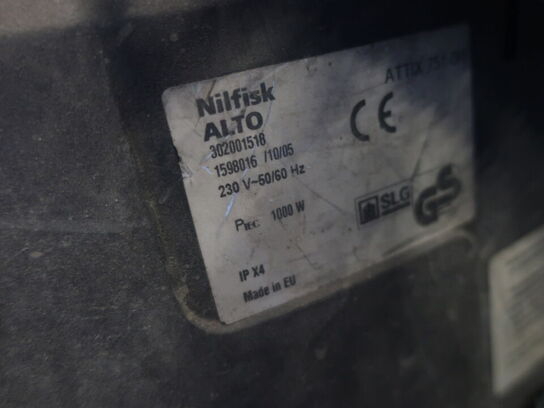 Nilfisk
ALTO
302001518
1598016 /10/05
230 V~50/60 Hz
PIEC 1000 W
IP X4
Made in EU
ATTIX
CE
SLG
GS